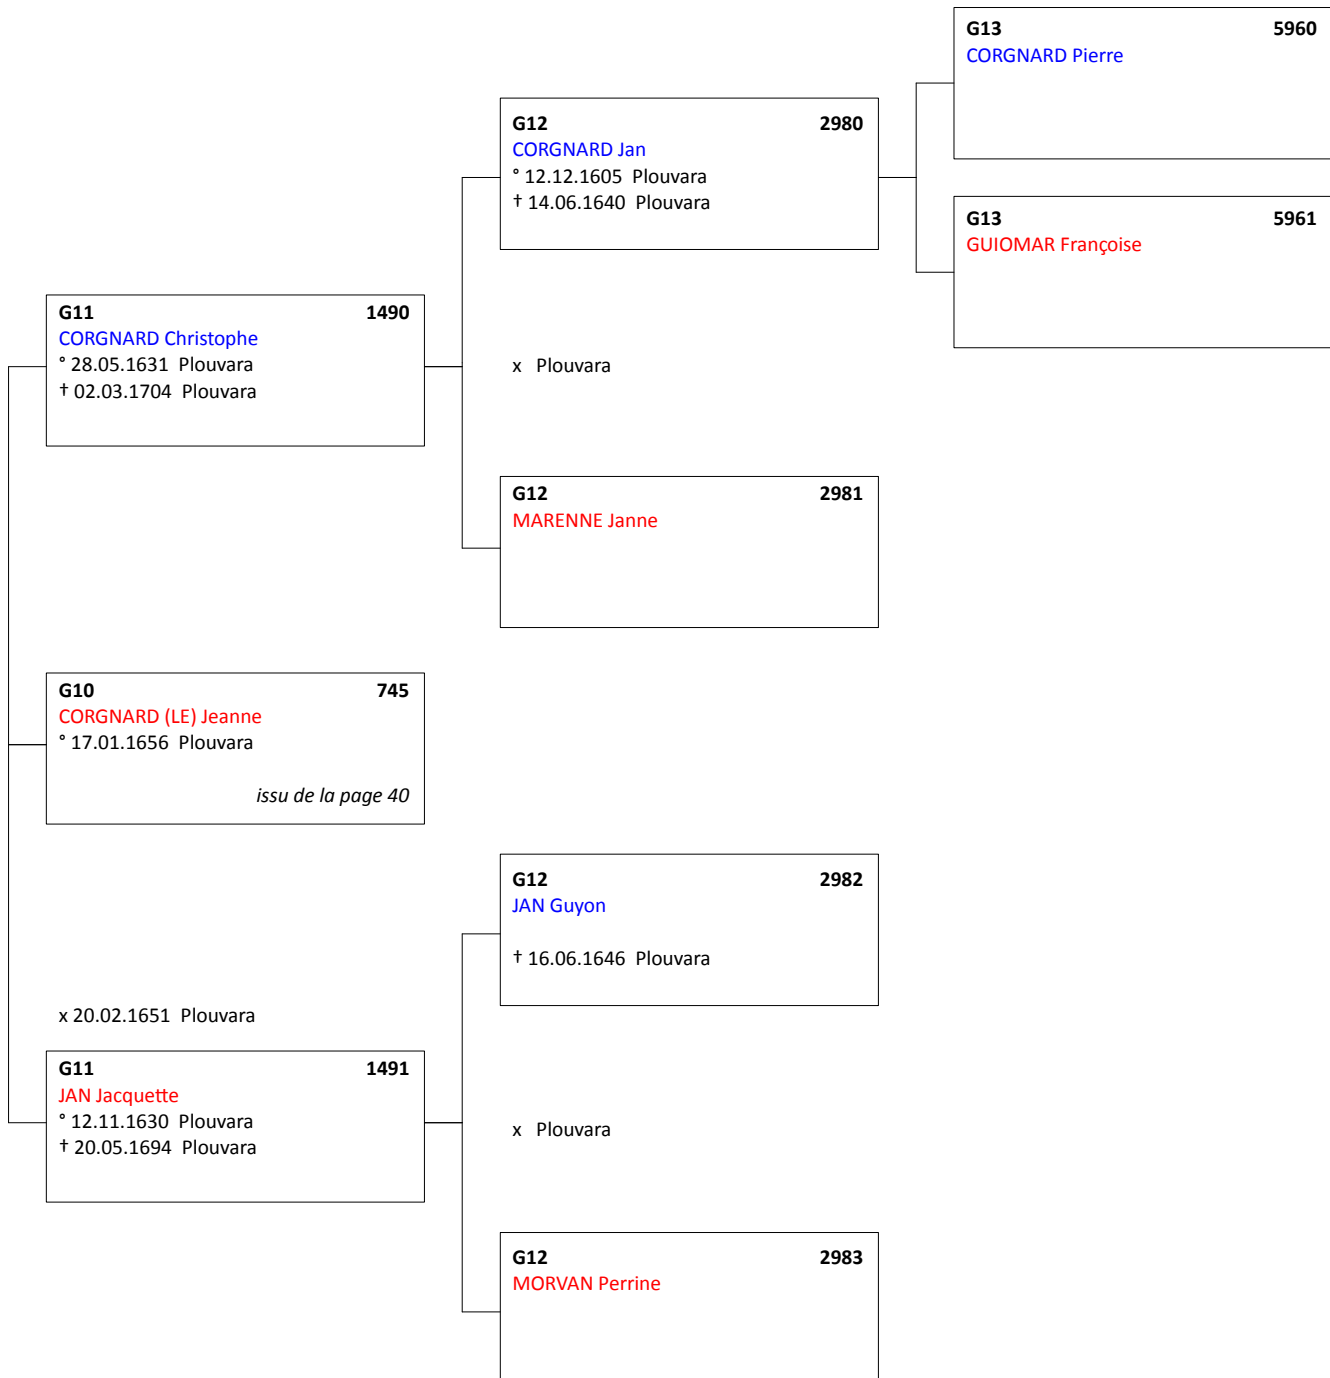 G13 5960
CORGNARD Pierre
G12 2980
CORGNARD Jan
° 12.12.1605 Plouvara
† 14.06.1640 Plouvara
G13 5961
GUIOMAR Françoise
G11 1490
CORGNARD Christophe
° 28.05.1631 Plouvara
† 02.03.1704 Plouvara
x Plouvara
G12 2981
MARENNE Janne
G10 745
CORGNARD (LE) Jeanne
° 17.01.1656 Plouvara
issu de la page 40
G12 2982
JAN Guyon
† 16.06.1646 Plouvara
x 20.02.1651 Plouvara
G11 1491
JAN Jacquette
° 12.11.1630 Plouvara
† 20.05.1694 Plouvara
x Plouvara
G12 2983
MORVAN Perrine